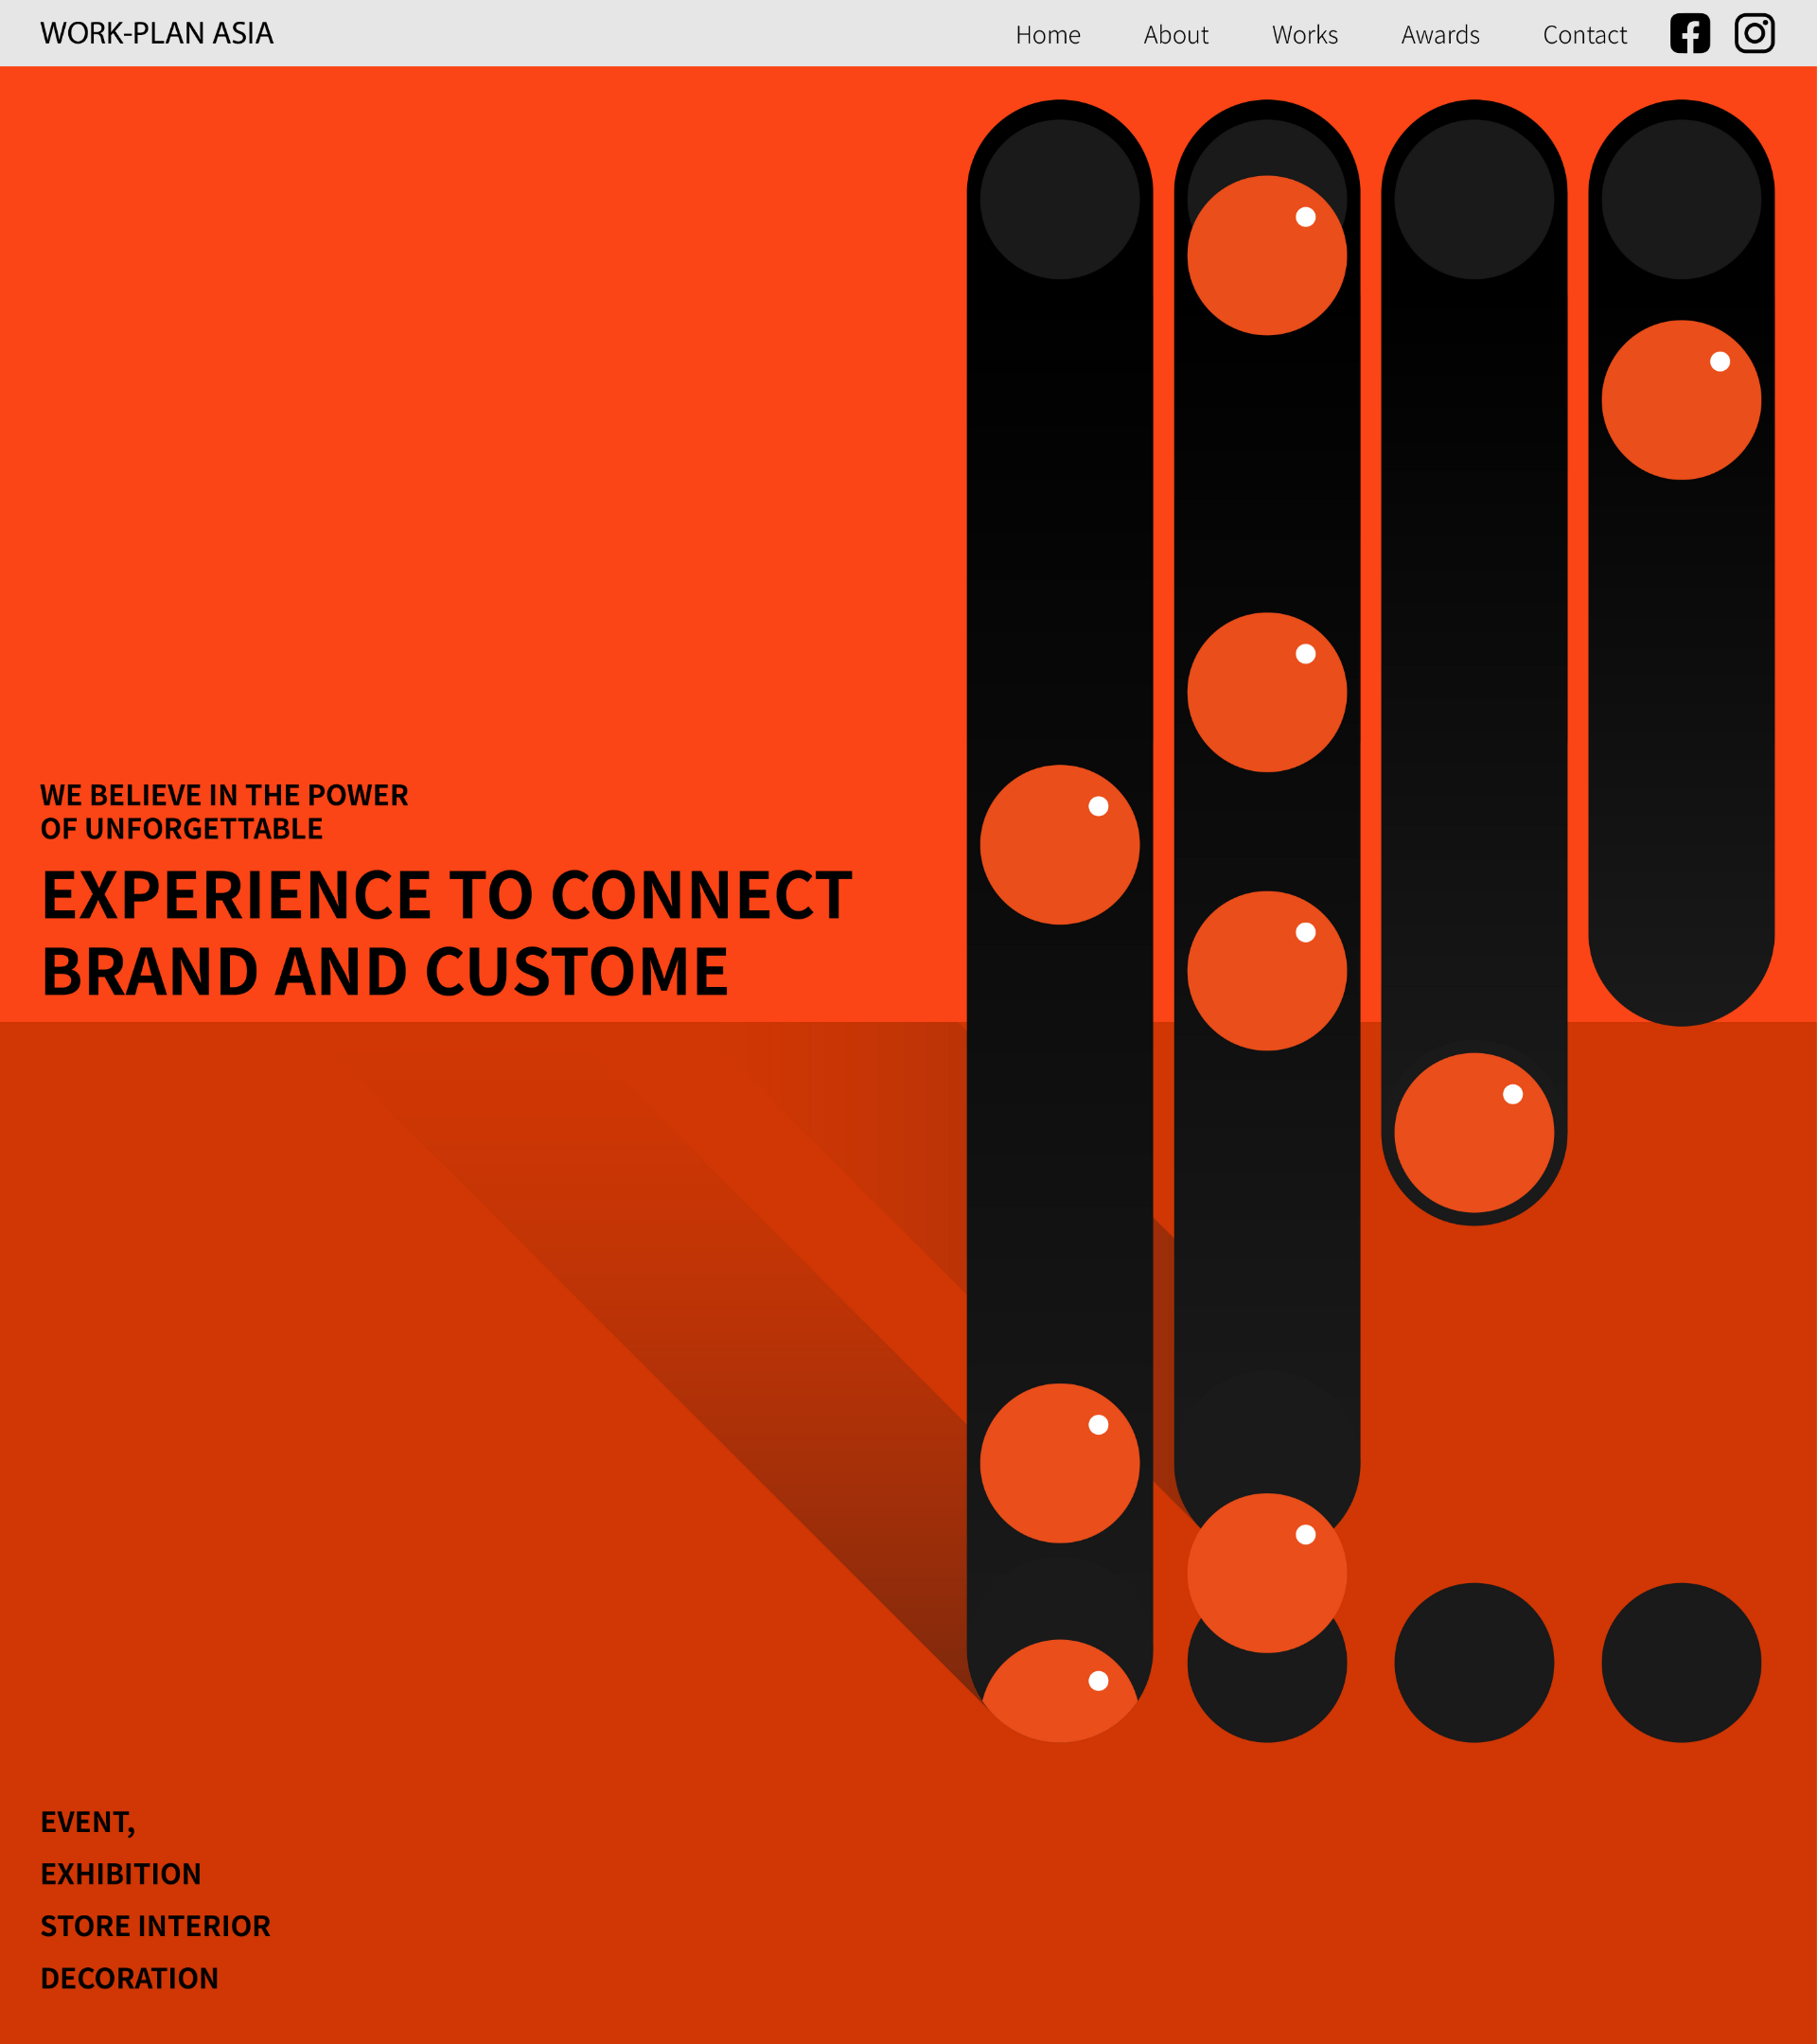 WORK-PLAN ASIA
Home About Works Awards Contact
WE BELIEVE IN THE POWER
OF UNFORGETTABLE
EXPERIENCE TO CONNECT
BRAND AND CUSTOME
EVENT,
EXHIBITION
STORE INTERIOR
DECORATION